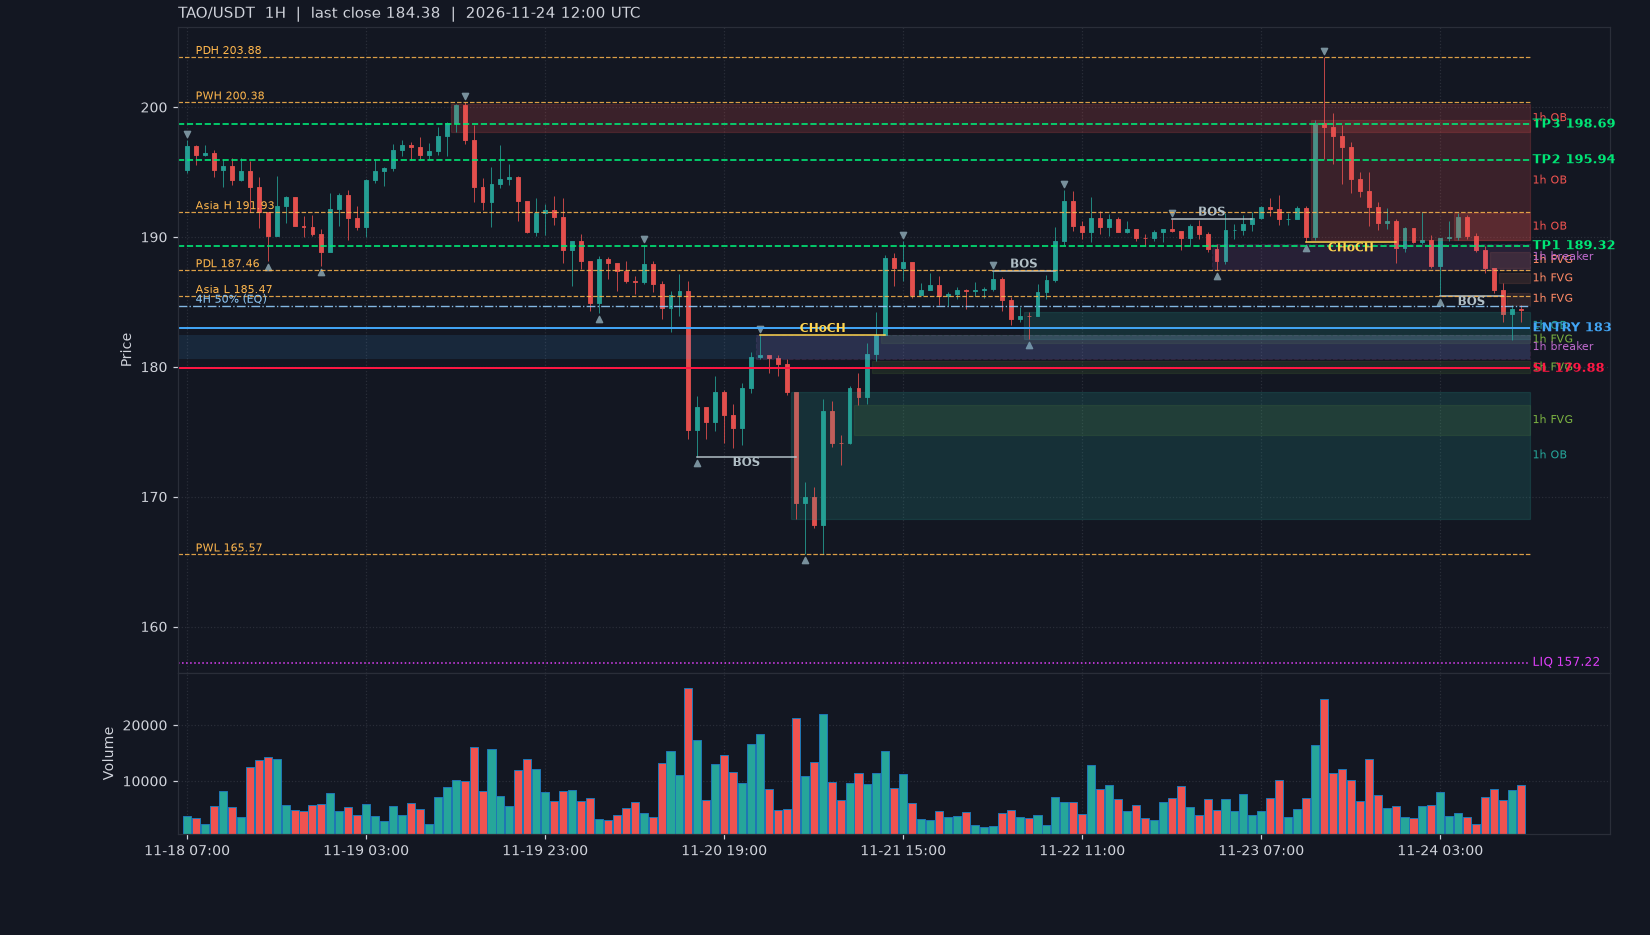 TAO/USDT 1H | last close 184.38 | 2026-11-24 12:00 UTC
PDH 203.88
PWH 200.38
200
1h OB
TP3 198.69
TP2 195.94
1h OB
Asia H 191.93
BOS
1h OB
190
CHoCH
TP1 189.32
1h breaker
1h FVG
PDL 187.46
BOS
1h FVG
Asia L 185.47
4H 50% (EQ)
BOS
1h FVG
CHoCH
ENTRY 183
1h FVG
1h breaker
Price
180
SL 179.88
1h FVG
1h FVG
BOS
1h OB
170
PWL 165.57
160
LIQ 157.22
Volume
20000
10000
11-18 07:00 11-19 03:00 11-19 23:00 11-20 19:00 11-21 15:00 11-22 11:00 11-23 07:00 11-24 03:00